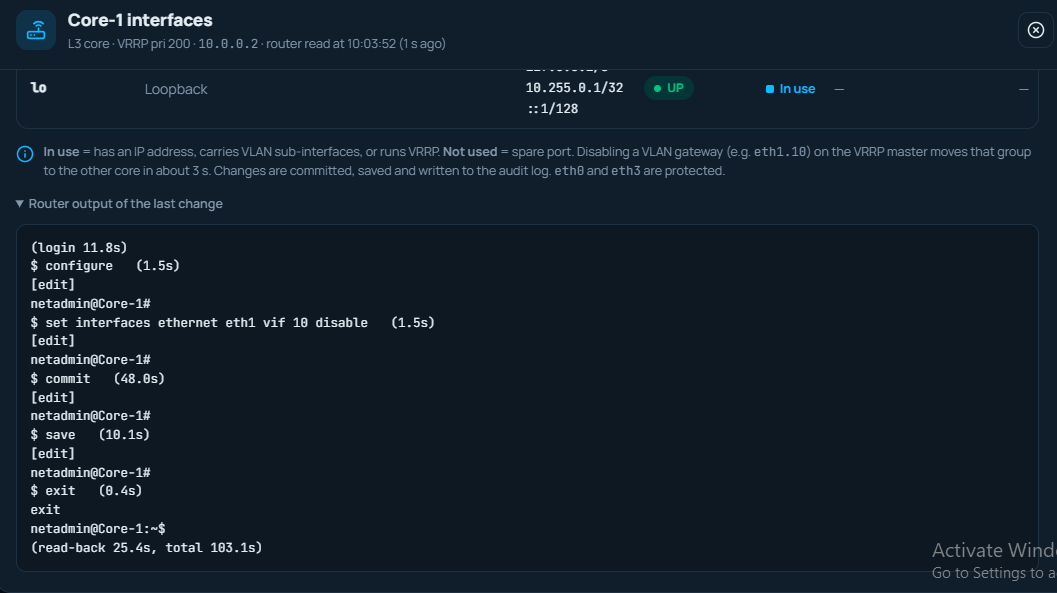 Core-1 interfaces
L3 core · VRRP pri 200 · 10.0.0.2 · router read at 10:03:52 (1 s ago)
lo Loopback 10.255.0.1/32 UP In use — —
::1/128
In use = has an IP address, carries VLAN sub-interfaces, or runs VRRP. Not used = spare port. Disabling a VLAN gateway (e.g. eth1.10) on the VRRP master moves that group
to the other core in about 3 s. Changes are committed, saved and written to the audit log. eth0 and eth3 are protected.
▼ Router output of the last change
(login 11.8s)
$ configure   (1.5s)
[edit]
netadmin@Core-1#
$ set interfaces ethernet eth1 vif 10 disable   (1.5s)
[edit]
netadmin@Core-1#
$ commit   (48.0s)
[edit]
netadmin@Core-1#
$ save   (10.1s)
[edit]
netadmin@Core-1#
$ exit   (0.4s)
exit
netadmin@Core-1:~$
(read-back 25.4s, total 103.1s)
Activate Wind
Go to Settings to a